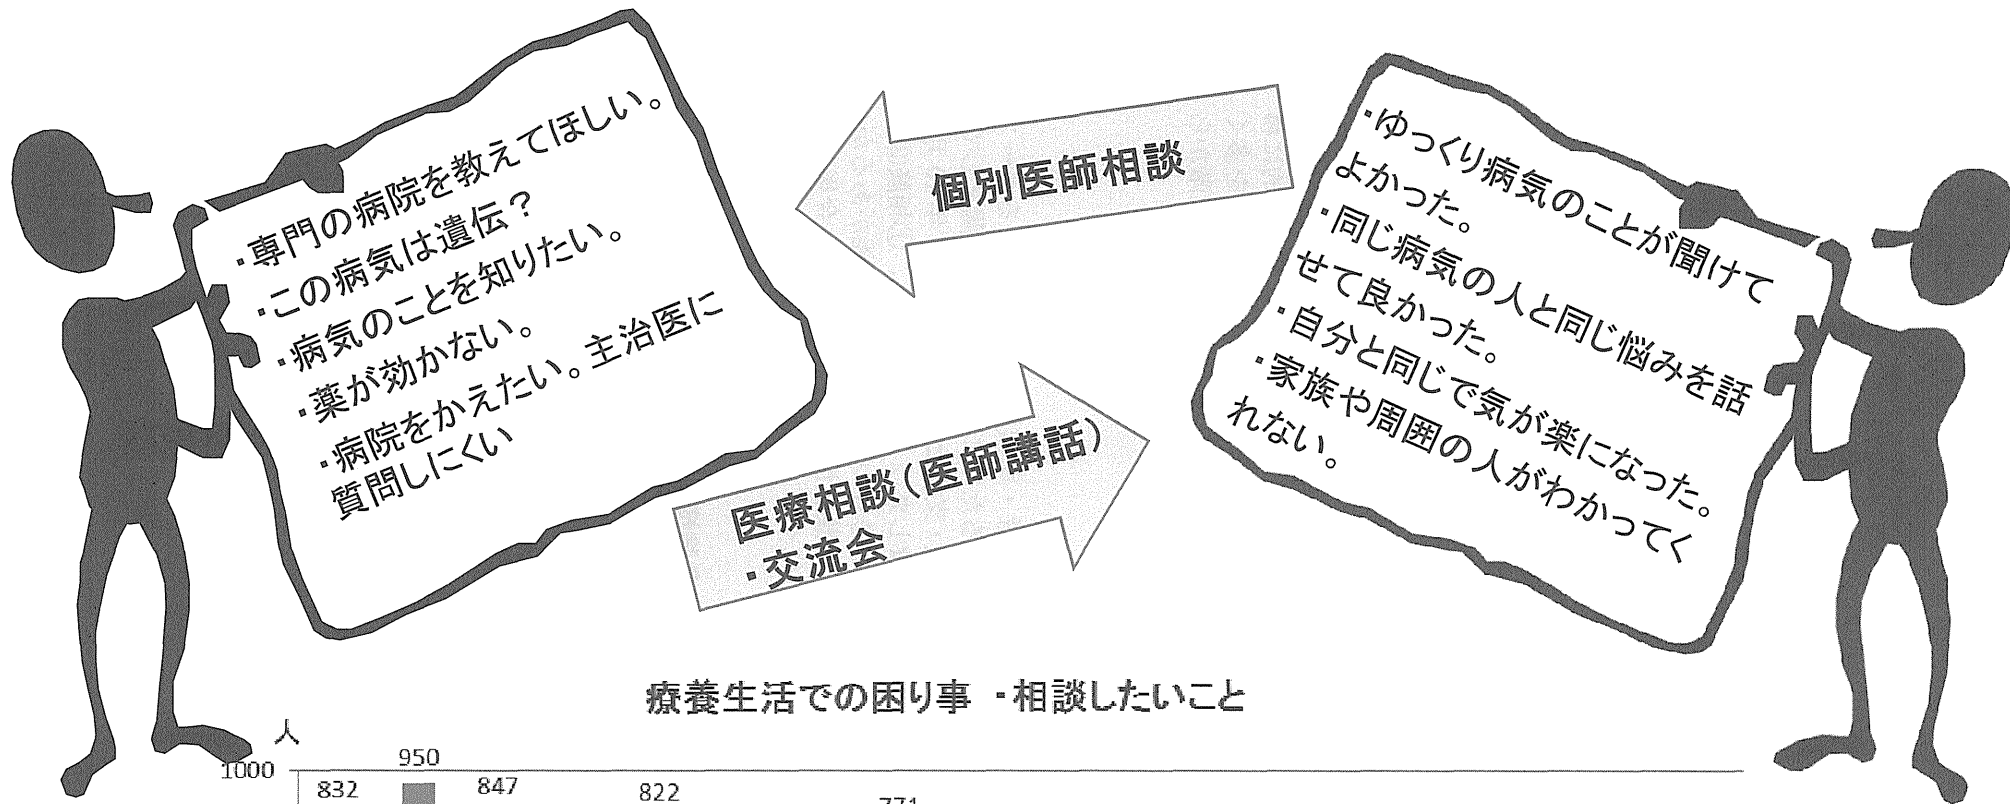 ・専門の病院を教えてほしい。
・この病気は遺伝？
・病気のことを知りたい。
・薬が効かない。
・病院をかえたい。主治医に
質問しにくい
個別医師相談
医療相談（医師講話）
・交流会
・ゆっくり病気のことが聞けて
よかった。
・同じ病気の人と同じ悩みを話
せて良かった。
・自分と同じで気が楽になった。
・家族や周囲の人がわかってく
れない。
療養生活での困り事 ・相談したいこと
人
1000
950
832
847
822
771